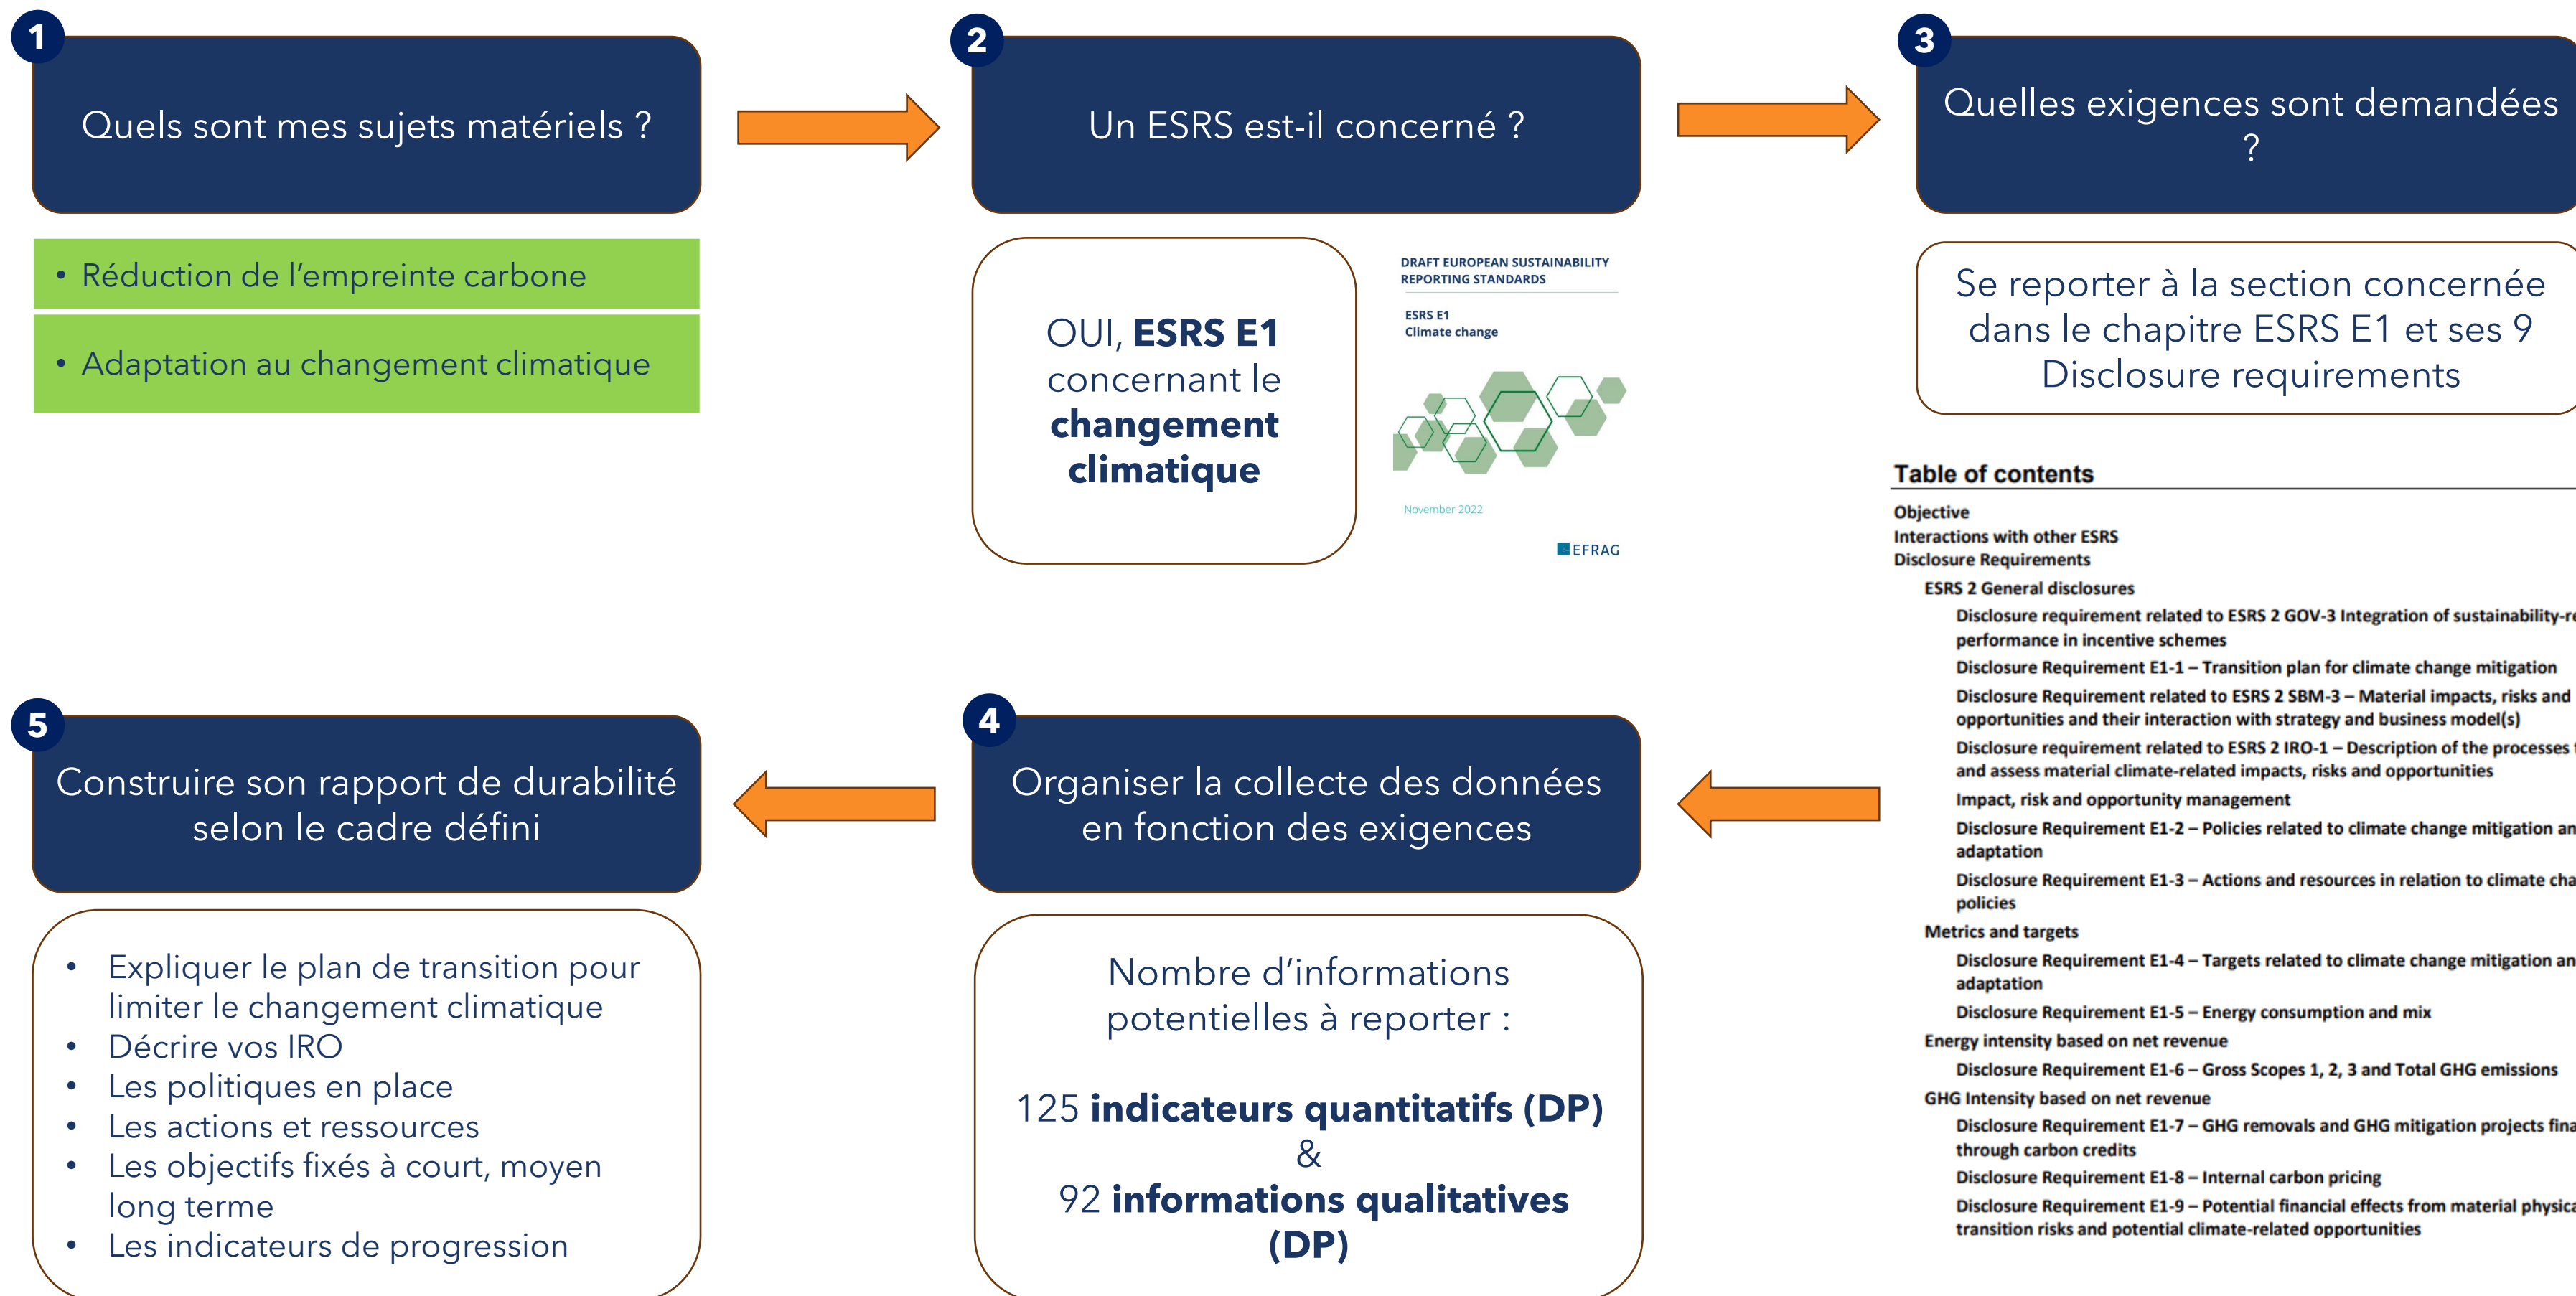 1
Quels sont mes sujets matériels ?
• Réduction de l'empreinte carbone
• Adaptation au changement climatique
2
Un ESRS est-il concerné ?
OUI, ESRS E1
concernant le
changement
climatique
DRAFT EUROPEAN SUSTAINABILITY
REPORTING STANDARDS
ESRS E1
Climate change
November 2022
EFRAG
3
Quelles exigences sont demandées
?
Se reporter à la section concernée
dans le chapitre ESRS E1 et ses 9
Disclosure requirements
Table of contents
Objective
Interactions with other ESRS
Disclosure Requirements
ESRS 2 General disclosures
Disclosure requirement related to ESRS 2 GOV-3 Integration of sustainability-re
performance in incentive schemes
Disclosure Requirement E1-1 – Transition plan for climate change mitigation
Disclosure Requirement related to ESRS 2 SBM-3 – Material impacts, risks and
opportunities and their interaction with strategy and business model(s)
Disclosure requirement related to ESRS 2 IRO-1 – Description of the processes
and assess material climate-related impacts, risks and opportunities
Impact, risk and opportunity management
Disclosure Requirement E1-2 – Policies related to climate change mitigation an
adaptation
Disclosure Requirement E1-3 – Actions and resources in relation to climate cha
policies
Metrics and targets
Disclosure Requirement E1-4 – Targets related to climate change mitigation an
adaptation
Disclosure Requirement E1-5 – Energy consumption and mix
Energy intensity based on net revenue
Disclosure Requirement E1-6 – Gross Scopes 1, 2, 3 and Total GHG emissions
GHG Intensity based on net revenue
Disclosure Requirement E1-7 – GHG removals and GHG mitigation projects fina
through carbon credits
Disclosure Requirement E1-8 – Internal carbon pricing
Disclosure Requirement E1-9 – Potential financial effects from material physica
transition risks and potential climate-related opportunities
4
Organiser la collecte des données
en fonction des exigences
Nombre d'informations
potentielles à reporter :
125 indicateurs quantitatifs (DP)
&
92 informations qualitatives
(DP)
5
Construire son rapport de durabilité
selon le cadre défini
• Expliquer le plan de transition pour
limiter le changement climatique
• Décrire vos IRO
• Les politiques en place
• Les actions et ressources
• Les objectifs fixés à court, moyen
long terme
• Les indicateurs de progression